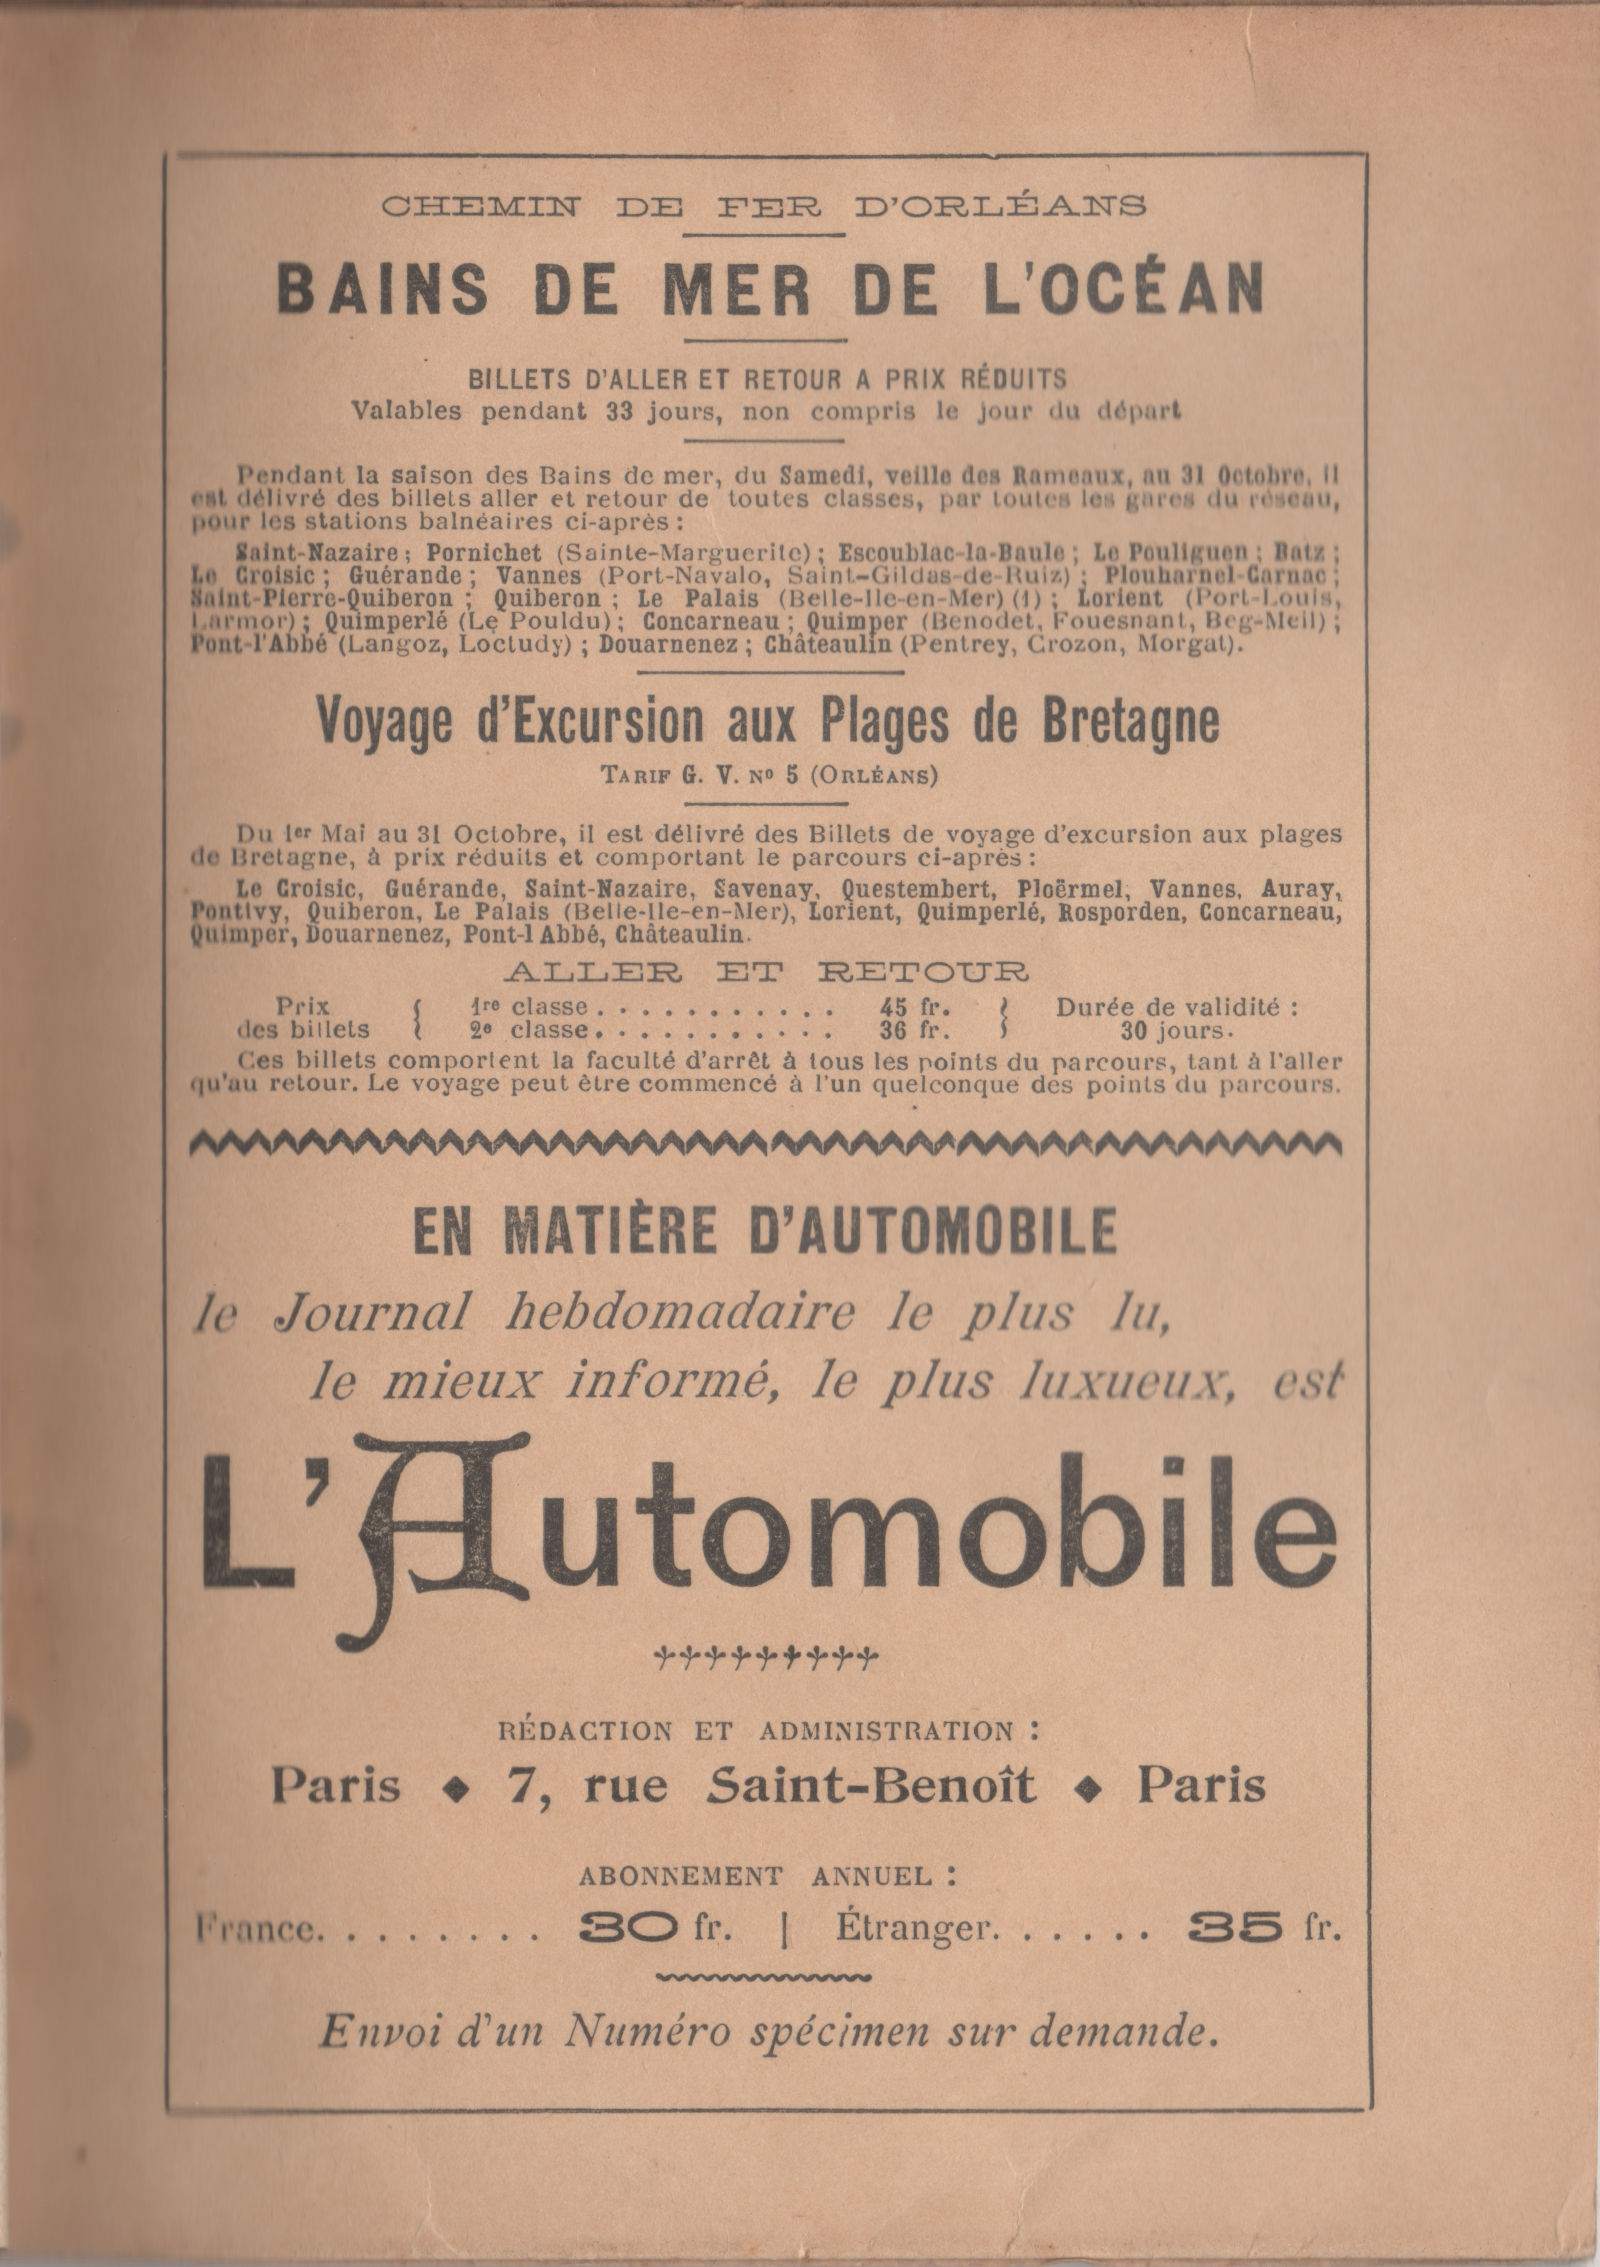 CHEMIN DE FER D'ORLÉANS
BAINS DE MER DE L'OCÉAN
BILLETS D'ALLER ET RETOUR A PRIX RÉDUITS
Valables pendant 33 jours, non compris le jour du départ
Pendant la saison des Bains de mer, du Samedi, veille des Rameaux, au 31 Octobre, il
est délivré des billets aller et retour de toutes classes, par toutes les gares du réseau,
pour les stations balnéaires ci-après :
Saint-Nazaire ; Pornichet (Sainte-Marguerite) ; Escoublac-la-Baule ; Le Pouliguen ; Batz ;
Le Croisic ; Guérande ; Vannes (Port-Navalo, Saint-Gildas-de-Ruiz) ; Plouharnel-Carnac ;
Saint-Pierre-Quiberon ; Quiberon ; Le Palais (Belle-Ile-en-Mer) (1) ; Lorient (Port-Louis,
Larmor) ; Quimperlé (Le Pouldu) ; Concarneau ; Quimper (Benodet, Fouesnant, Beg-Meil) ;
Pont-l'Abbé (Langoz, Loctudy) ; Douarnenez ; Châteaulin (Pentrey, Crozon, Morgat).
Voyage d'Excursion aux Plages de Bretagne
TARIF G. V. Nº 5 (ORLÉANS)
Du 1er Mai au 31 Octobre, il est délivré des Billets de voyage d'excursion aux plages
de Bretagne, à prix réduits et comportant le parcours ci-après :
Le Croisic, Guérande, Saint-Nazaire, Savenay, Questembert, Ploërmel, Vannes, Auray,
Pontivy, Quiberon, Le Palais (Belle-Ile-en-Mer), Lorient, Quimperlé, Rosporden, Concarneau,
Quimper, Douarnenez, Pont-l Abbé, Châteaulin.
ALLER ET RETOUR
Prix { 1re classe . . . . . . . . . . . 45 fr. } Durée de validité :
des billets { 2e classe . . . . . . . . . . . 36 fr. } 30 jours.
Ces billets comportent la faculté d'arrêt à tous les points du parcours, tant à l'aller
qu'au retour. Le voyage peut être commencé à l'un quelconque des points du parcours.
EN MATIÈRE D'AUTOMOBILE
le Journal hebdomadaire le plus lu,
le mieux informé, le plus luxueux, est
L'Automobile
RÉDACTION ET ADMINISTRATION :
Paris ◆ 7, rue Saint-Benoît ◆ Paris
ABONNEMENT ANNUEL :
France. . . . . . . . . 30 fr. | Étranger. . . . . . 35 fr.
Envoi d'un Numéro spécimen sur demande.